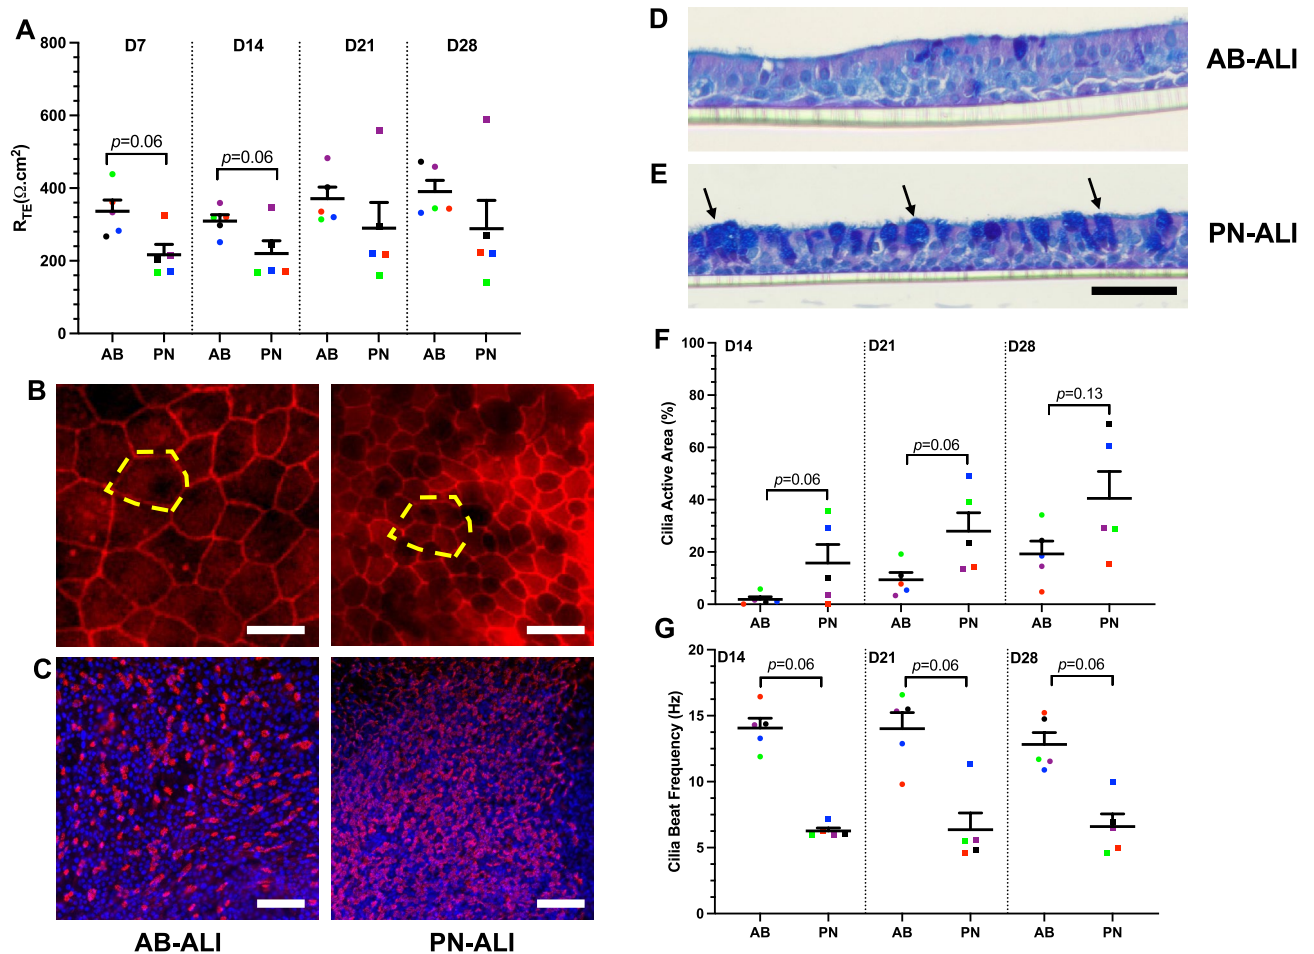 A
800
600
400
200
0
R_TE(Ω.cm²)
D7
D14
D21
D28
p=0.06
p=0.06
AB
PN
AB
PN
AB
PN
AB
PN
B
C
AB-ALI
PN-ALI
D
AB-ALI
E
PN-ALI
F
100
80
60
40
20
0
Cilia Active Area (%)
D14
D21
D28
p=0.06
p=0.06
p=0.13
AB
PN
AB
PN
AB
PN
G
20
15
10
5
0
Cilia Beat Frequency (Hz)
D14
D21
D28
p=0.06
p=0.06
p=0.06
AB
PN
AB
PN
AB
PN